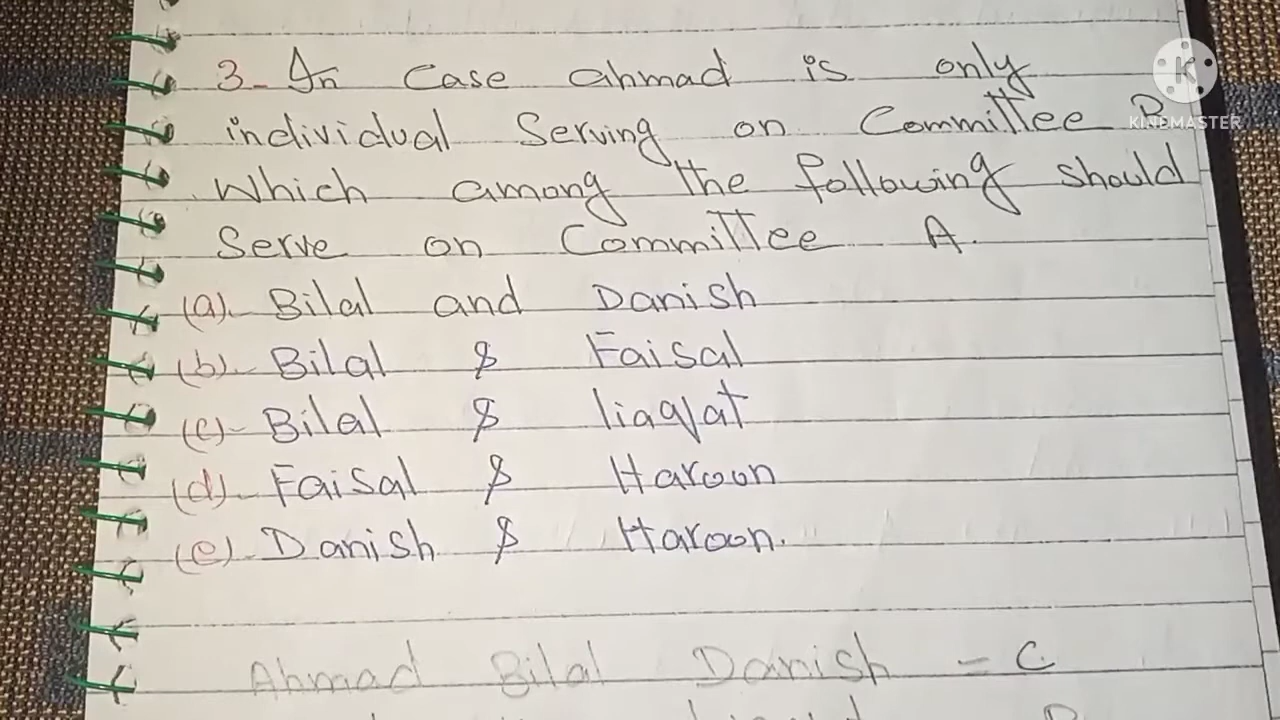 3- In Case ahmad is only
individual Serving on Committee B
Which among the following should
Serve on Committee A.
(a)- Bilal and Danish
(b)- Bilal & Faisal
(c)- Bilal & liaqat
(d)- Faisal & Haroon
(e)- Danish & Haroon.
Ahmad Bilal Danish - C
K
KINEMASTER